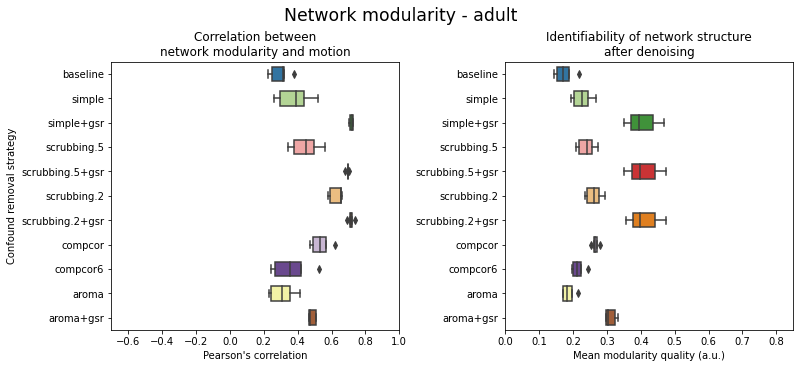 Network modularity - adult
Correlation between
network modularity and motion
Confound removal strategy
baseline
simple
simple+gsr
scrubbing.5
scrubbing.5+gsr
scrubbing.2
scrubbing.2+gsr
compcor
compcor6
aroma
aroma+gsr
−0.6 −0.4 −0.2 0.0 0.2 0.4 0.6 0.8 1.0
Pearson's correlation
Identifiability of network structure
after denoising
baseline
simple
simple+gsr
scrubbing.5
scrubbing.5+gsr
scrubbing.2
scrubbing.2+gsr
compcor
compcor6
aroma
aroma+gsr
0.0 0.1 0.2 0.3 0.4 0.5 0.6 0.7 0.8
Mean modularity quality (a.u.)